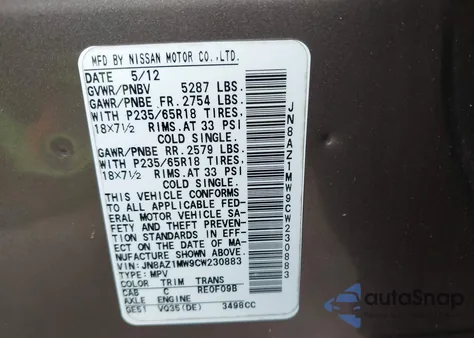 MFD BY NISSAN MOTOR CO.,LTD.
DATE 5/12
GVWR/PNBV 5287 LBS.
GAWR/PNBE FR. 2754 LBS.
WITH P235/65R18 TIRES,
18X7½ RIMS.AT 33 PSI
COLD SINGLE.
GAWR/PNBE RR. 2579 LBS.
WITH P235/65R18 TIRES,
18X7½ RIMS.AT 33 PSI
COLD SINGLE.
THIS VEHICLE CONFORMS
TO ALL APPLICABLE FED-
ERAL MOTOR VEHICLE SA-
FETY AND THEFT PREVEN-
TION STANDARDS IN EFFECT
ON THE DATE OF MA-
NUFACTURE SHOWN ABOVE.
VIN: JN8AZ1MW9CW230883
TYPE: MPV
COLOR TRIM TRANS
CAB C RE0F09B
AXLE ENGINE
DE51 VQ35(DE) 3498CC
JN8AZ1MW9CW230883
autoSnap